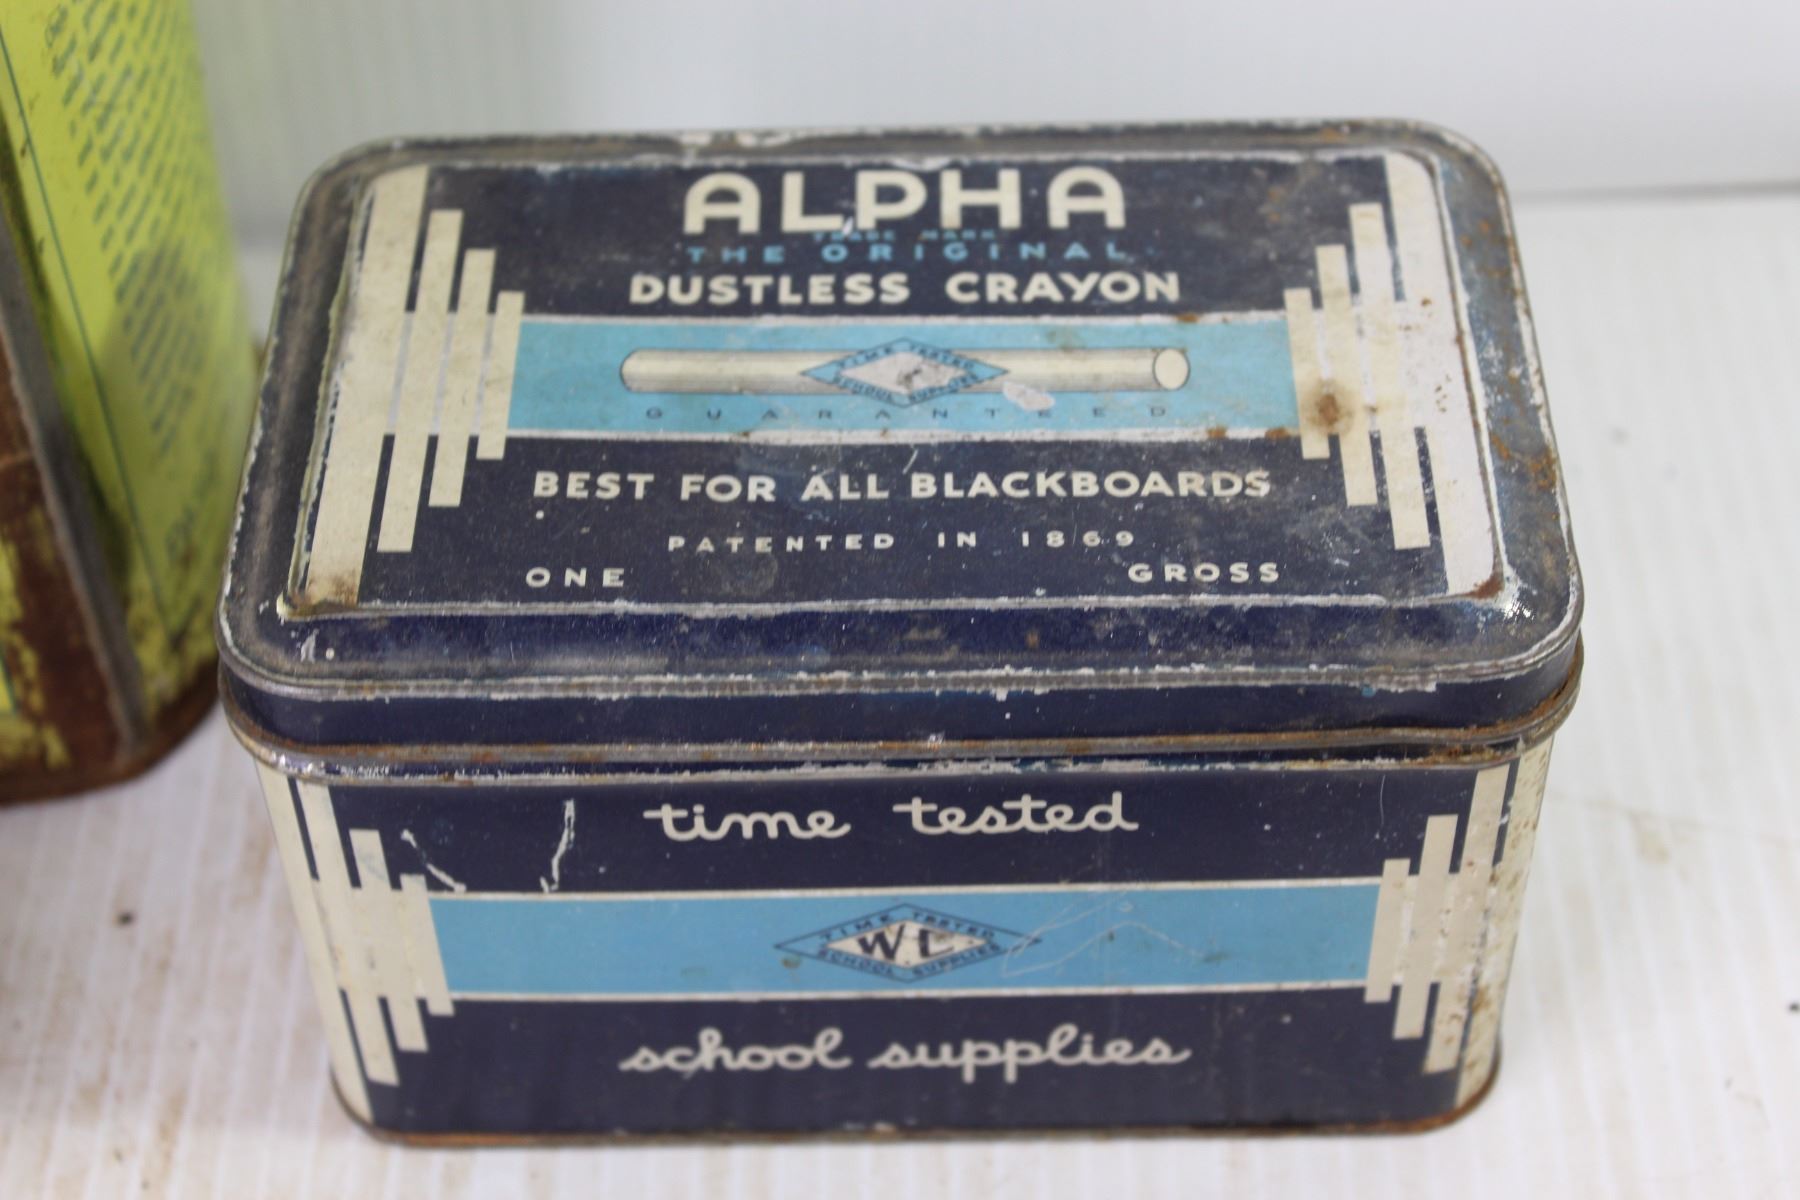 ALPHA
TRADE MARK
THE ORIGINAL
DUSTLESS CRAYON
TIME TESTED
SCHOOL SUPPLIES
GUARANTEED
BEST FOR ALL BLACKBOARDS
PATENTED IN 1869
ONE GROSS
time tested
TIME TESTED
W.C
SCHOOL SUPPLIES
school supplies